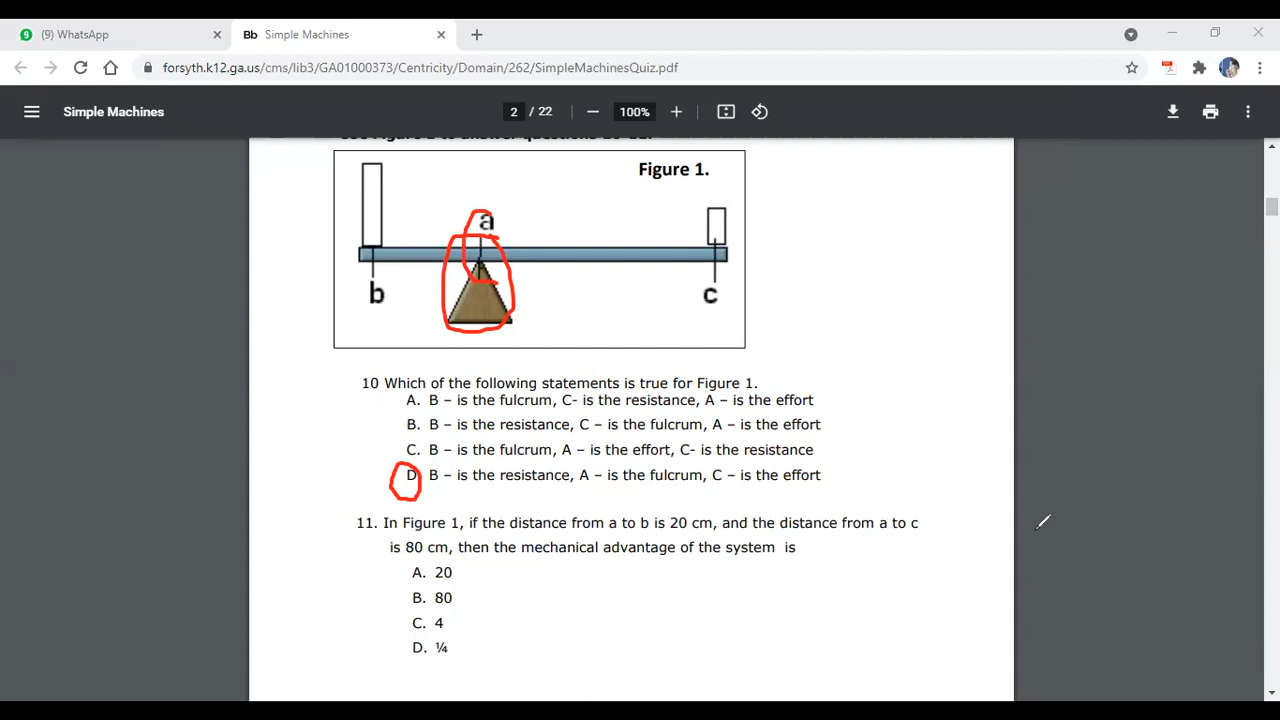 9 (9) WhatsApp
Bb Simple Machines
forsyth.k12.ga.us/cms/lib3/GA01000373/Centricity/Domain/262/SimpleMachinesQuiz.pdf
Simple Machines
2 / 22
100%
Figure 1.
a
b
c
10 Which of the following statements is true for Figure 1.
A. B – is the fulcrum, C- is the resistance, A – is the effort
B. B – is the resistance, C – is the fulcrum, A – is the effort
C. B – is the fulcrum, A – is the effort, C- is the resistance
D B – is the resistance, A – is the fulcrum, C – is the effort
11. In Figure 1, if the distance from a to b is 20 cm, and the distance from a to c
is 80 cm, then the mechanical advantage of the system is
A. 20
B. 80
C. 4
D. ¼